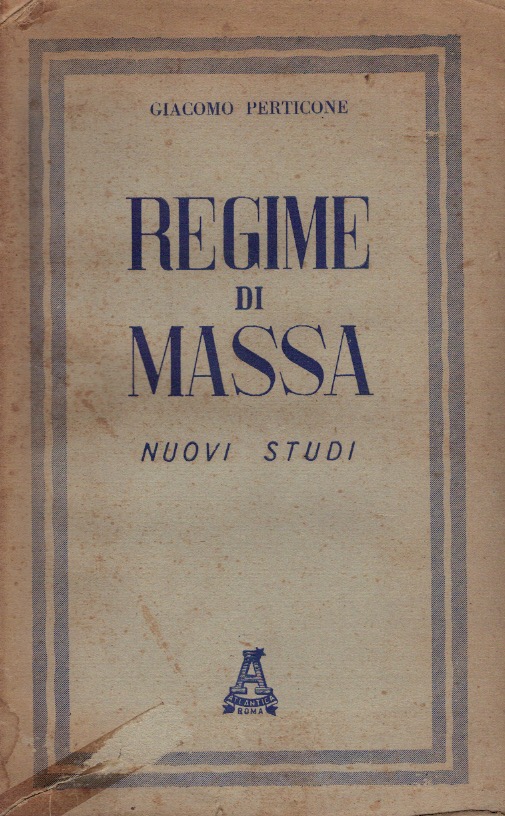 GIACOMO PERTICONE
REGIME
DI
MASSA
NUOVI STUDI
A
ATLANTICA
ROMA